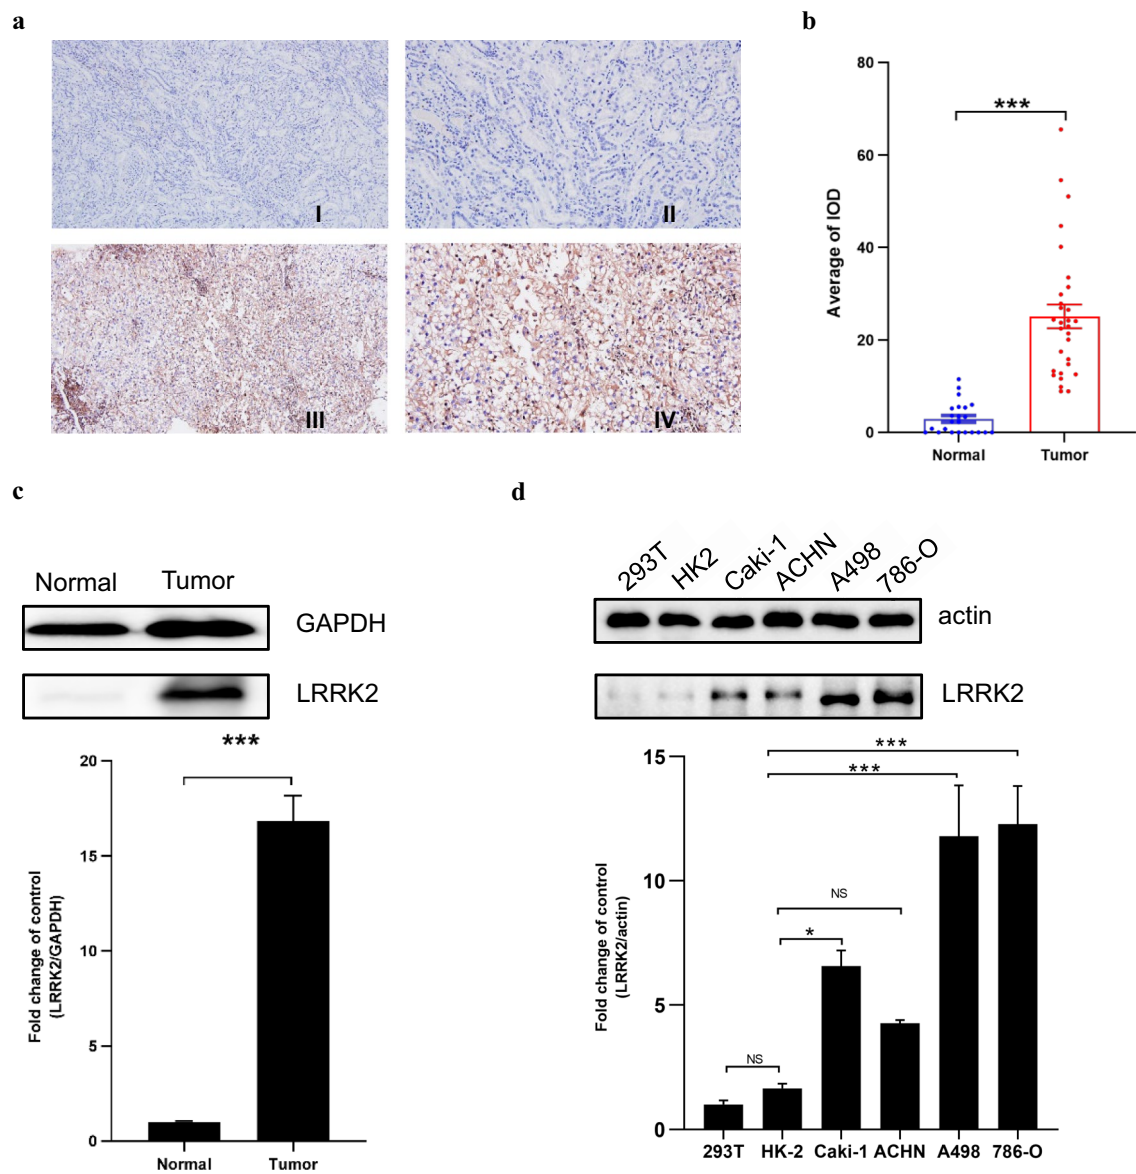 a
I
II
III
IV
b
80
60
40
20
0
Average of IOD
***
Normal
Tumor
c
Normal
Tumor
GAPDH
LRRK2
***
20
15
10
5
0
Fold change of control
(LRRK2/GAPDH)
Normal
Tumor
d
293T
HK2
Caki-1
ACHN
A498
786-O
actin
LRRK2
***
***
NS
*
NS
15
10
5
0
Fold change of control
(LRRK2/actin)
293T
HK-2
Caki-1
ACHN
A498
786-O